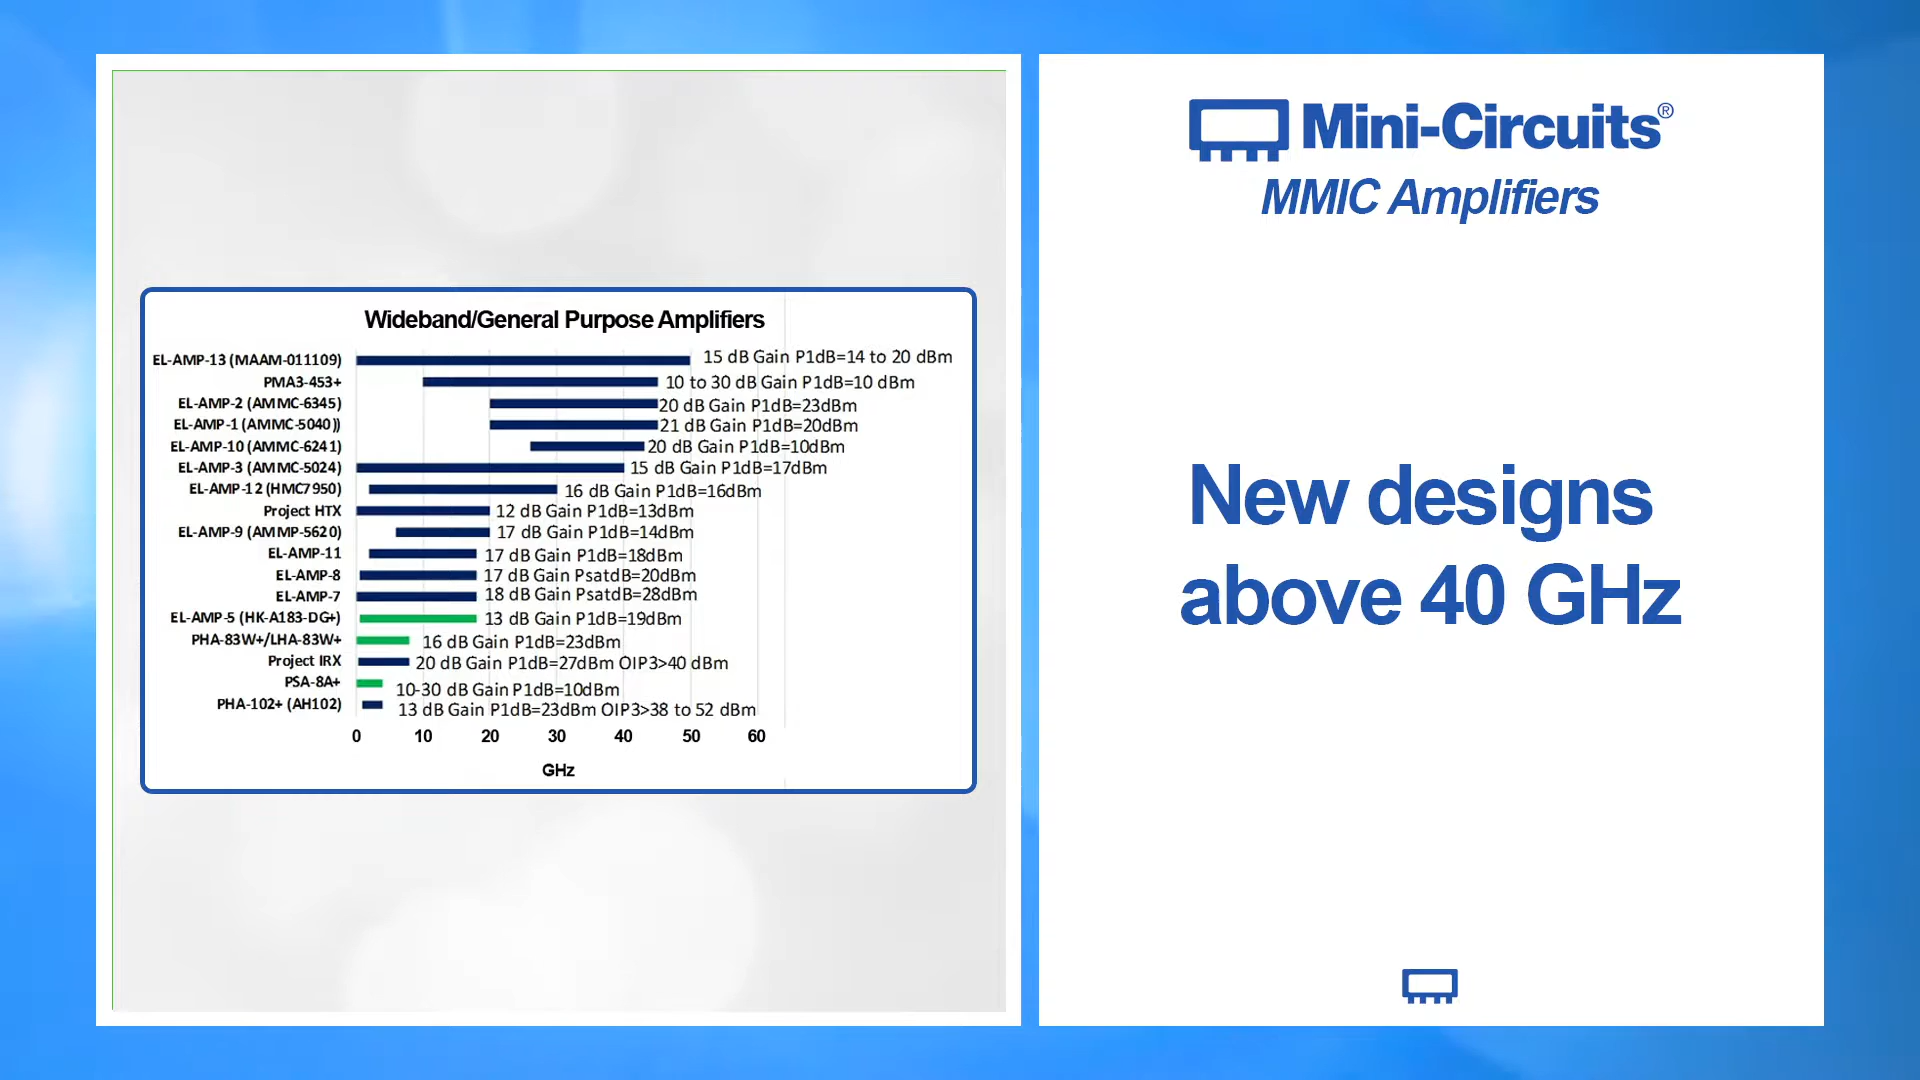 Wideband/General Purpose Amplifiers
EL-AMP-13 (MAAM-011109) 15 dB Gain P1dB=14 to 20 dBm
PMA3-453+ 10 to 30 dB Gain P1dB=10 dBm
EL-AMP-2 (AMMC-6345) 20 dB Gain P1dB=23dBm
EL-AMP-1 (AMMC-5040)) 21 dB Gain P1dB=20dBm
EL-AMP-10 (AMMC-6241) 20 dB Gain P1dB=10dBm
EL-AMP-3 (AMMC-5024) 15 dB Gain P1dB=17dBm
EL-AMP-12 (HMC7950) 16 dB Gain P1dB=16dBm
Project HTX 12 dB Gain P1dB=13dBm
EL-AMP-9 (AMMP-5620) 17 dB Gain P1dB=14dBm
EL-AMP-11 17 dB Gain P1dB=18dBm
EL-AMP-8 17 dB Gain PsatdB=20dBm
EL-AMP-7 18 dB Gain PsatdB=28dBm
EL-AMP-5 (HK-A183-DG+) 13 dB Gain P1dB=19dBm
PHA-83W+/LHA-83W+ 16 dB Gain P1dB=23dBm
Project IRX 20 dB Gain P1dB=27dBm OIP3>40 dBm
PSA-8A+ 10-30 dB Gain P1dB=10dBm
PHA-102+ (AH102) 13 dB Gain P1dB=23dBm OIP3>38 to 52 dBm
0 10 20 30 40 50 60
GHz
Mini-Circuits®
MMIC Amplifiers
New designs
above 40 GHz